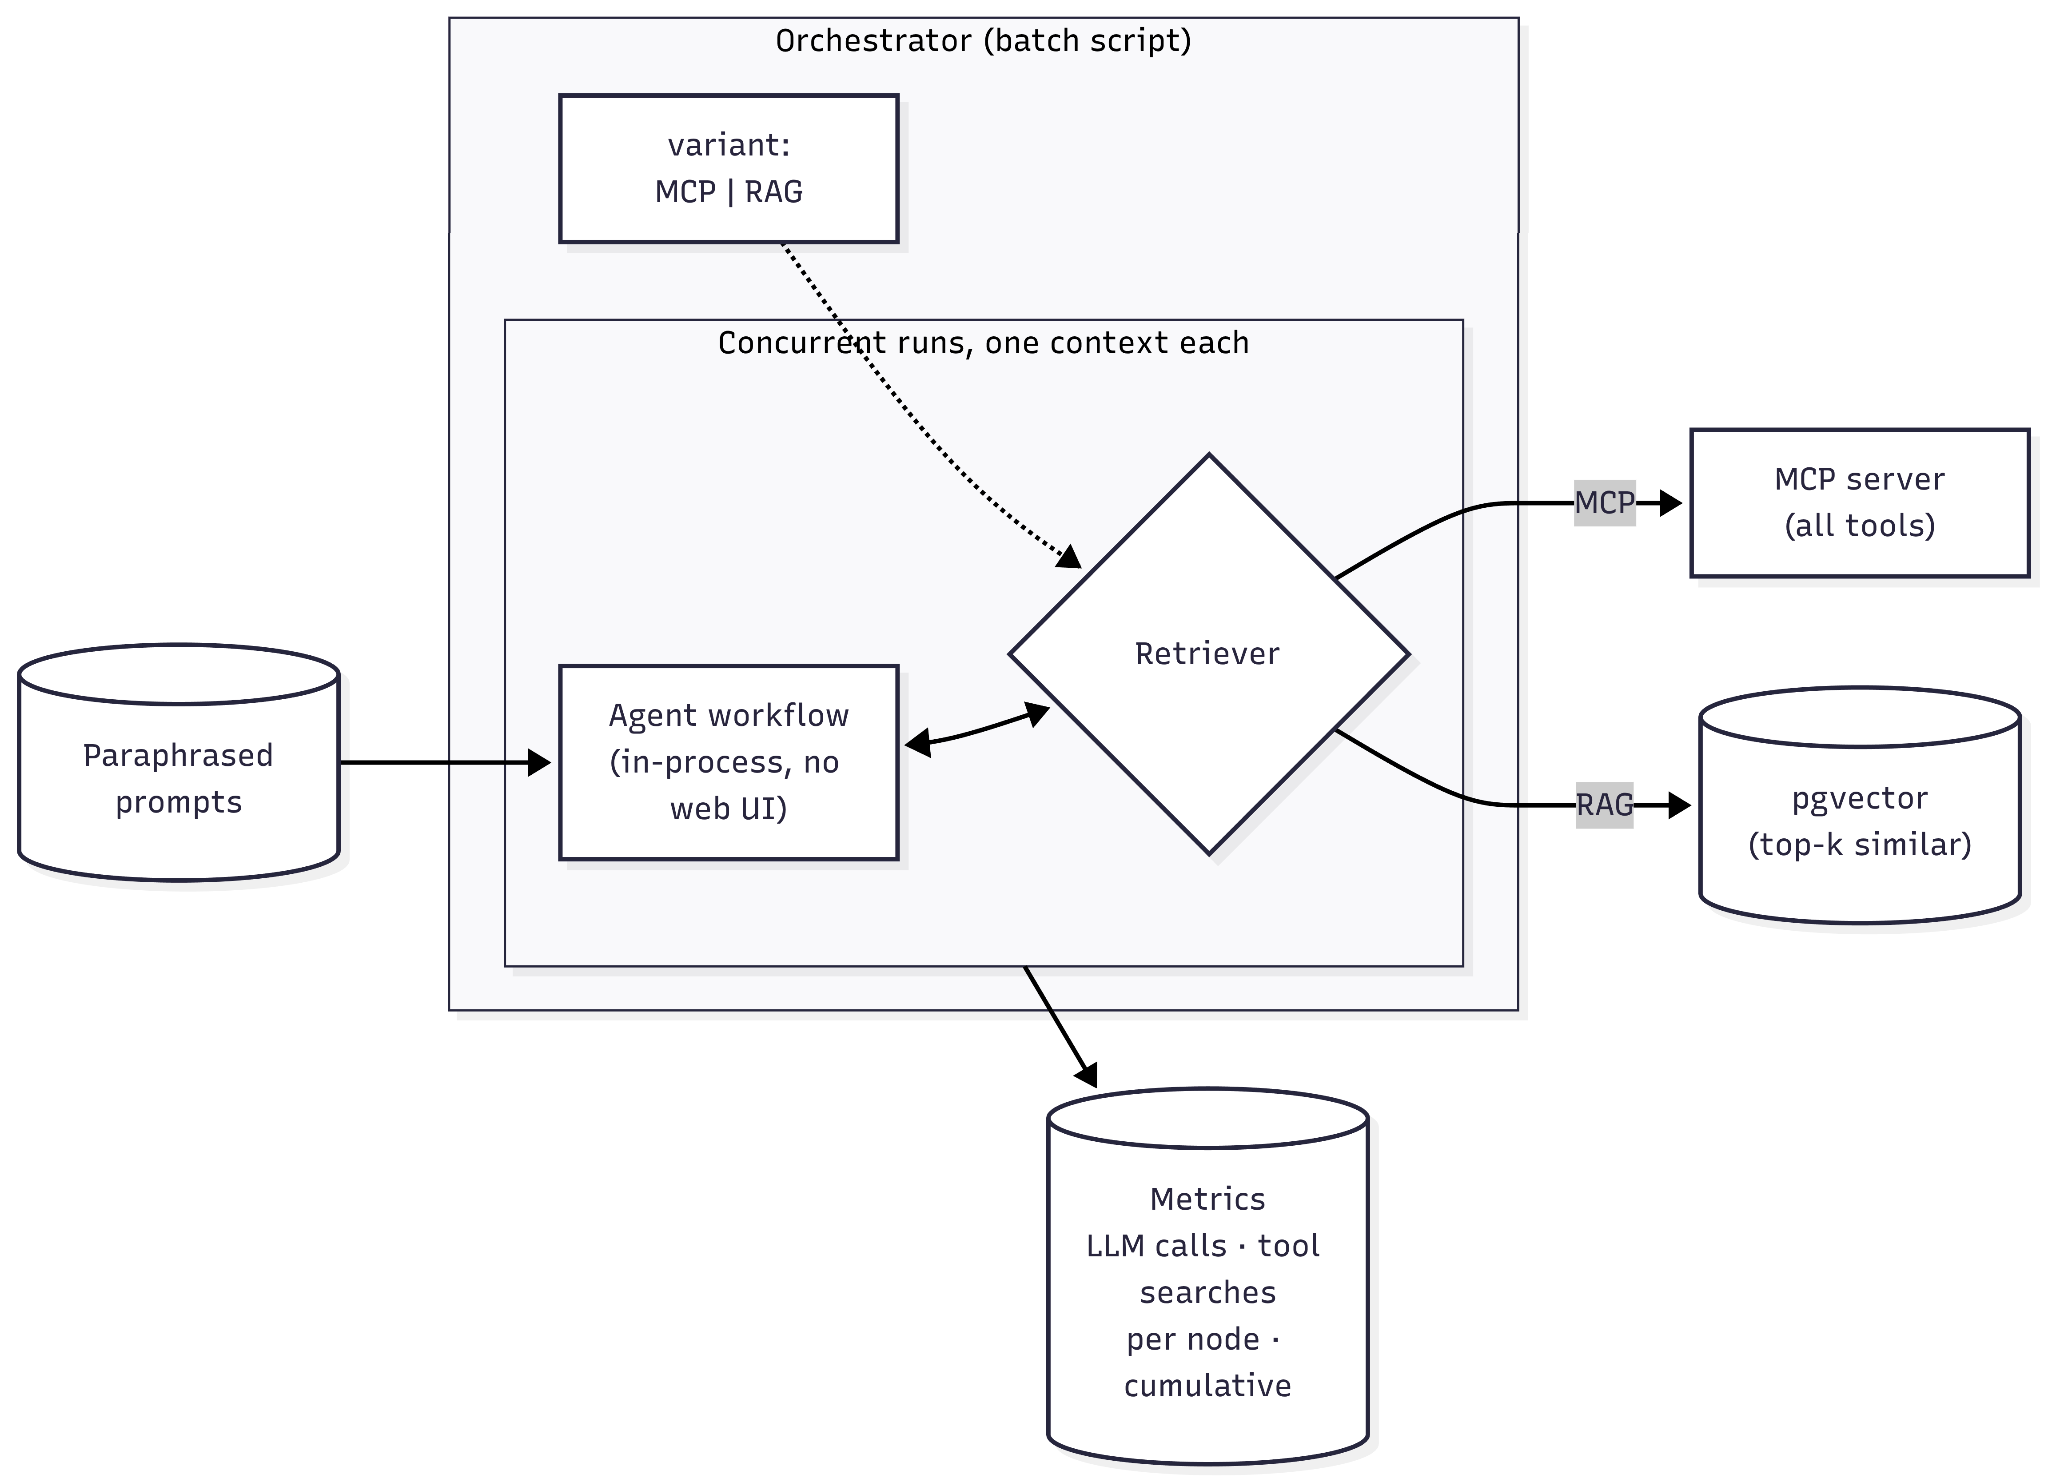 Orchestrator (batch script)
variant:
MCP | RAG
Concurrent runs, one context each
MCP server
(all tools)
MCP
Retriever
Agent workflow
(in-process, no
web UI)
Paraphrased
prompts
RAG
pgvector
(top-k similar)
Metrics
LLM calls · tool
searches
per node ·
cumulative